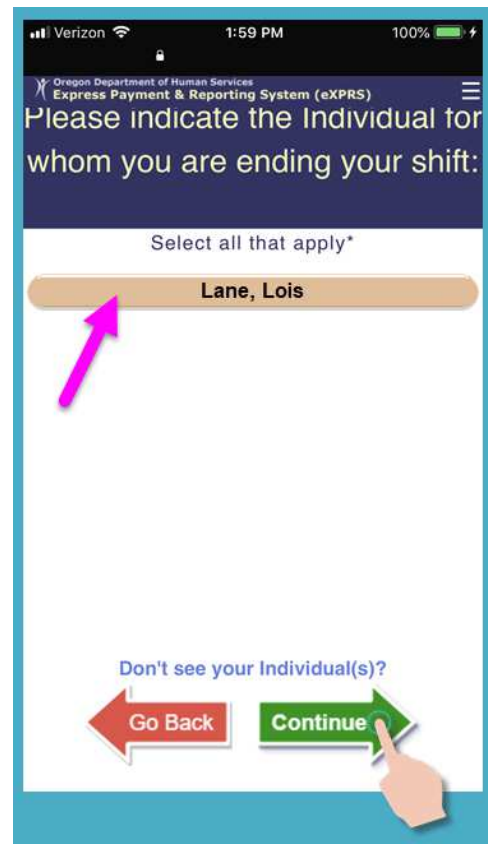 Verizon 1:59 PM 100%
Oregon Department of Human Services
Express Payment & Reporting System (eXPRS)
Please indicate the Individual for
whom you are ending your shift:
Select all that apply*
Lane, Lois
Don't see your Individual(s)?
Go Back Continue